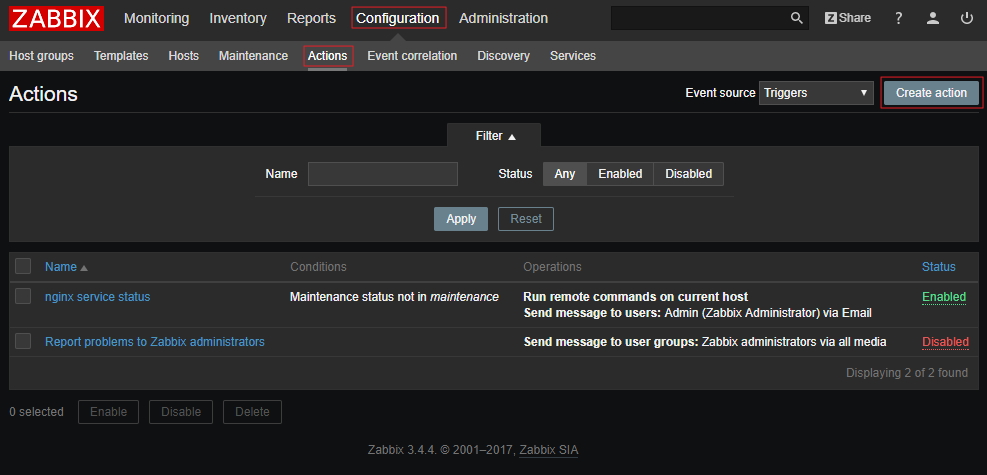 ZABBIX Monitoring Inventory Reports Configuration Administration Z Share ?
Host groups Templates Hosts Maintenance Actions Event correlation Discovery Services
Actions Event source Triggers ▼ Create action
Filter ▲
Name Status Any Enabled Disabled
Apply Reset
Name ▲ Conditions Operations Status
nginx service status Maintenance status not in maintenance Run remote commands on current host Enabled
Send message to users: Admin (Zabbix Administrator) via Email
Report problems to Zabbix administrators Send message to user groups: Zabbix administrators via all media Disabled
Displaying 2 of 2 found
0 selected Enable Disable Delete
Zabbix 3.4.4. © 2001–2017, Zabbix SIA